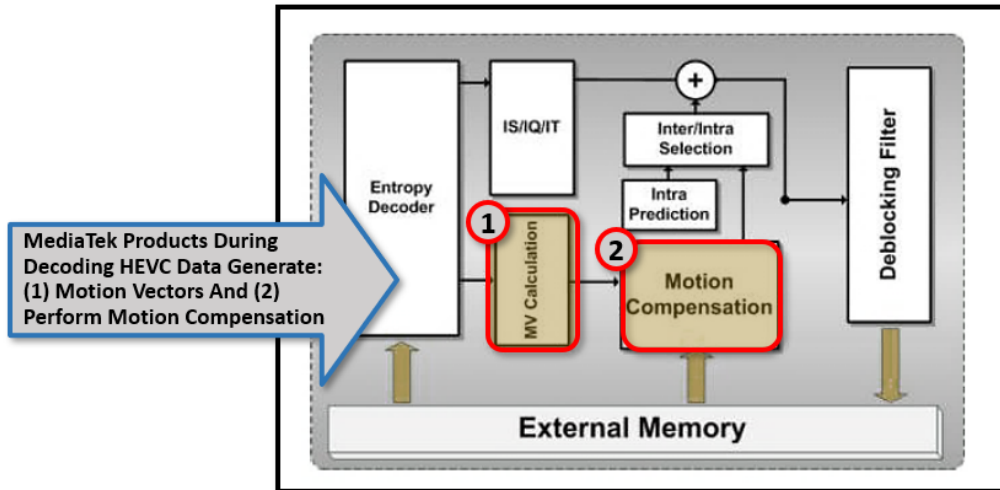 Entropy
Decoder
IS/IQ/IT
+
Inter/Intra
Selection
Intra
Prediction
Deblocking Filter
MediaTek Products During
Decoding HEVC Data Generate:
(1) Motion Vectors And (2)
Perform Motion Compensation
1
MV Calculation
2
Motion
Compensation
External Memory